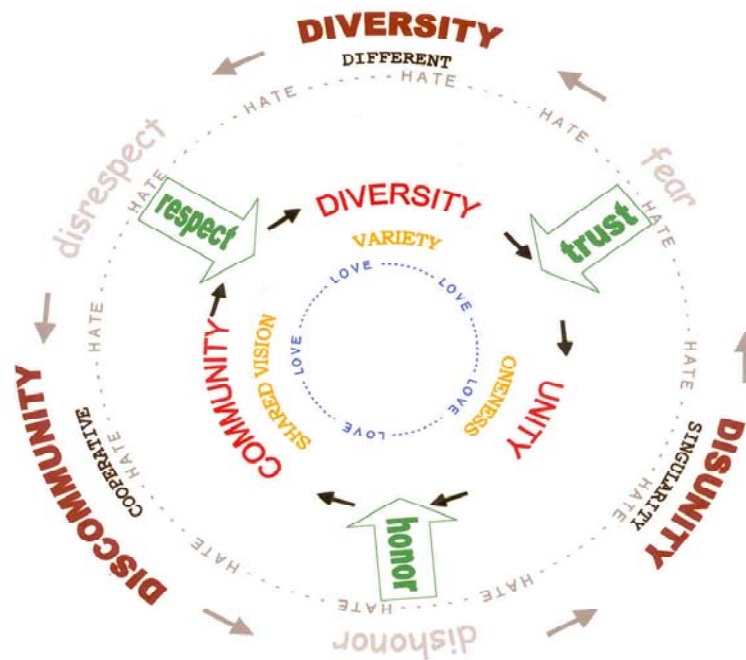 DIVERSITY
DIFFERENT
HATE
HATE
HATE
HATE
HATE
HATE
HATE
HATE
HATE
HATE
HATE
HATE
disrespect
fear
dishonor
respect
trust
honor
DIVERSITY
VARIETY
UNITY
ONENESS
COMMUNITY
SHARED VISION
LOVE
LOVE
LOVE
LOVE
LOVE
DISCOMMUNITY
COOPERATIVE
DISUNITY
SINGULARITY